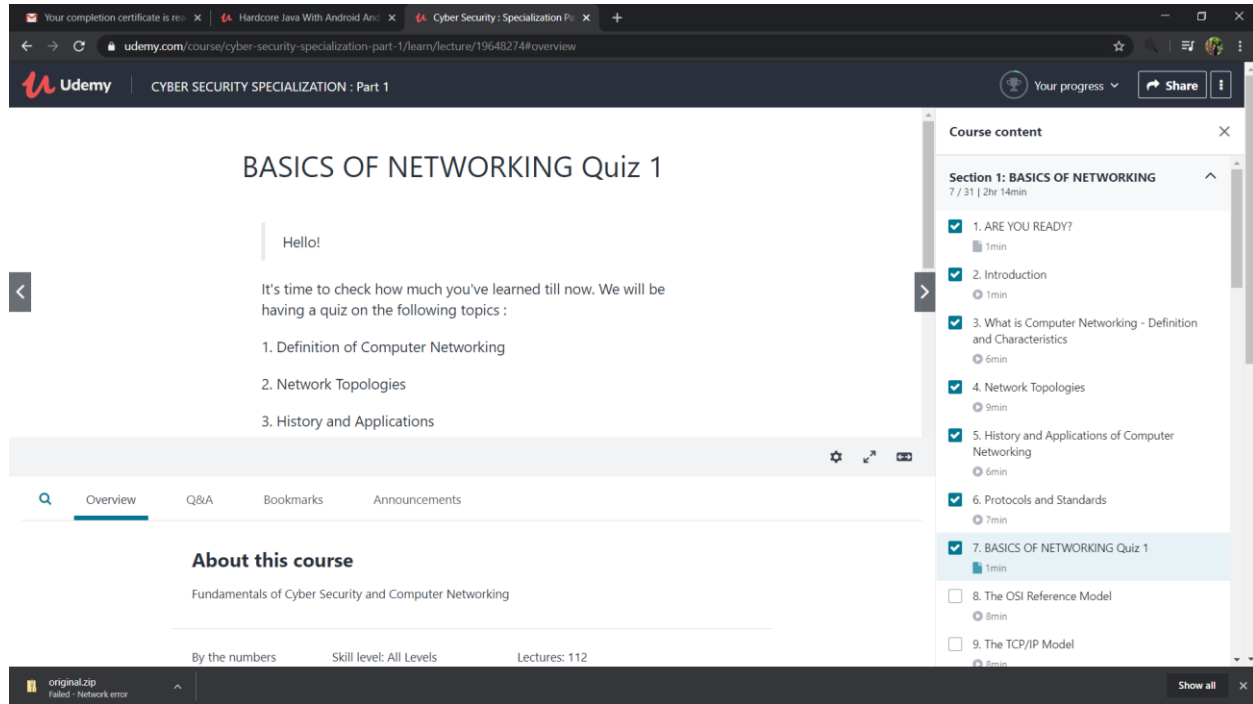 Your completion certificate is rea
Hardcore Java With Android And
Cyber Security : Specialization Pa
udemy.com/course/cyber-security-specialization-part-1/learn/lecture/19648274#overview
Udemy
CYBER SECURITY SPECIALIZATION : Part 1
Your progress
Share
BASICS OF NETWORKING Quiz 1
Hello!
It's time to check how much you've learned till now. We will be
having a quiz on the following topics :
1. Definition of Computer Networking
2. Network Topologies
3. History and Applications
Overview
Q&A
Bookmarks
Announcements
About this course
Fundamentals of Cyber Security and Computer Networking
By the numbers
Skill level: All Levels
Lectures: 112
Course content
Section 1: BASICS OF NETWORKING
7 / 31 | 2hr 14min
1. ARE YOU READY?
1min
2. Introduction
1min
3. What is Computer Networking - Definition
and Characteristics
6min
4. Network Topologies
9min
5. History and Applications of Computer
Networking
6min
6. Protocols and Standards
7min
7. BASICS OF NETWORKING Quiz 1
1min
8. The OSI Reference Model
8min
9. The TCP/IP Model
8min
original.zip
Failed - Network error
Show all